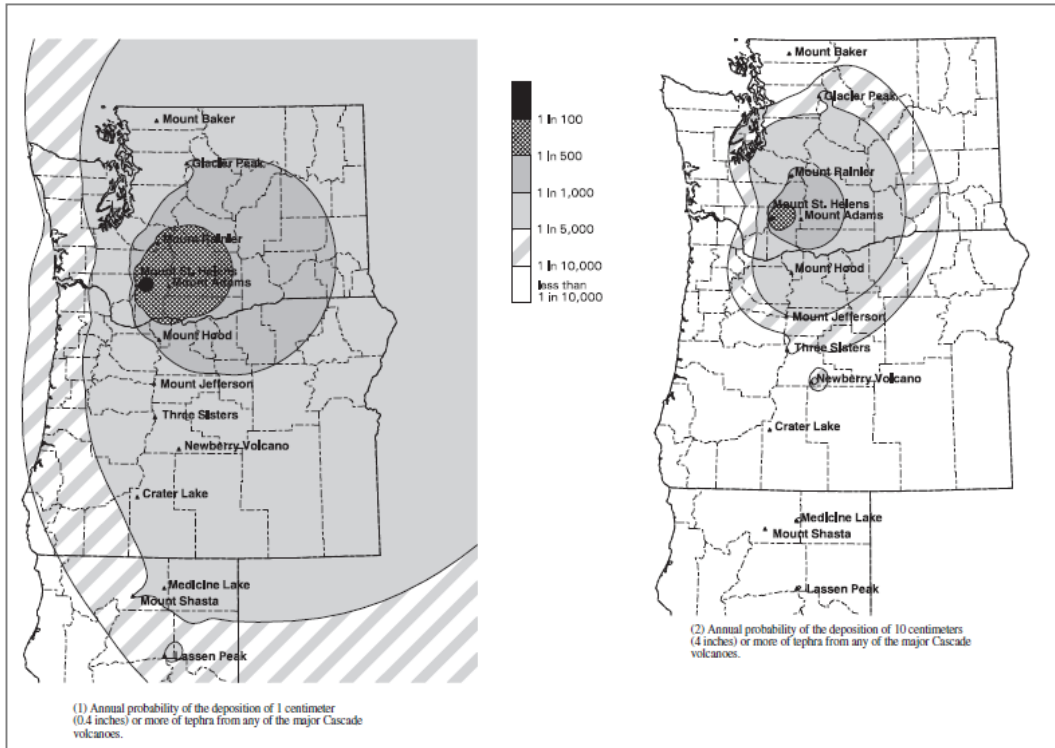 Mount Baker
Glacier Peak
Mount Rainier
Mount St. Helens
Mount Adams
Mount Hood
Mount Jefferson
Three Sisters
Newberry Volcano
Crater Lake
Medicine Lake
Mount Shasta
Lassen Peak
(1) Annual probability of the deposition of 1 centimeter
(0.4 inches) or more of tephra from any of the major Cascade
volcanoes.
1 in 100
1 in 500
1 in 1,000
1 in 5,000
1 in 10,000
less than
1 in 10,000
Mount Baker
Glacier Peak
Mount Rainier
Mount St. Helens
Mount Adams
Mount Hood
Mount Jefferson
Three Sisters
Newberry Volcano
Crater Lake
Medicine Lake
Mount Shasta
Lassen Peak
(2) Annual probability of the deposition of 10 centimeters
(4 inches) or more of tephra from any of the major Cascade
volcanoes.